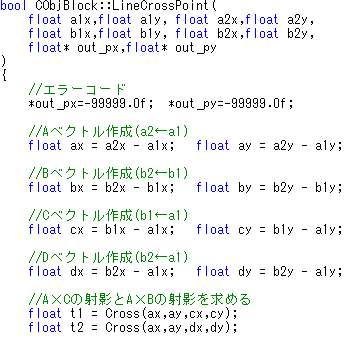 bool CObjBlock::LineCrossPoint(
float a1x,float a1y, float a2x,float a2y,
float b1x,float b1y, float b2x,float b2y,
float* out_px,float* out_py
)
{
//エラーコード
*out_px=-99999.0f; *out_py=-99999.0f;
//Aベクトル作成(a2←a1)
float ax = a2x - a1x; float ay = a2y - a1y;
//Bベクトル作成(b2←b1)
float bx = b2x - b1x; float by = b2y - b1y;
//Cベクトル作成(b1←a1)
float cx = b1x - a1x; float cy = b1y - a1y;
//Dベクトル作成(b2←a1)
float dx = b2x - a1x; float dy = b2y - a1y;
//A×Cの射影とA×Bの射影を求める
float t1 = Cross(ax,ay,cx,cy);
float t2 = Cross(ax,ay,dx,dy);